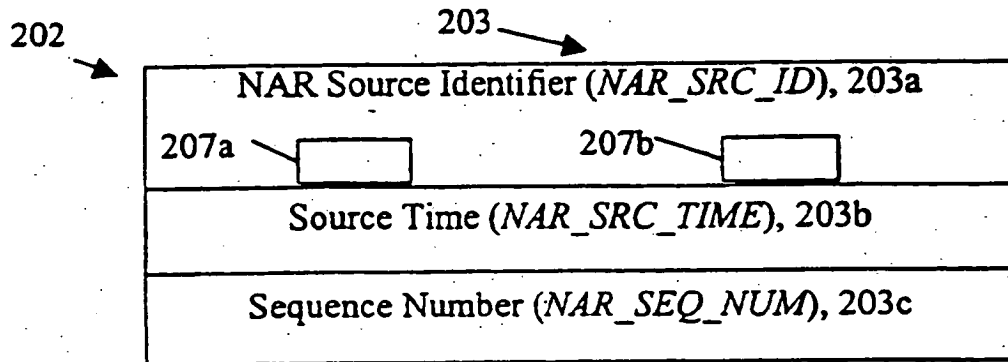 202
203
NAR Source Identifier (NAR_SRC_ID), 203a
207a
207b
Source Time (NAR_SRC_TIME), 203b
Sequence Number (NAR_SEQ_NUM), 203c